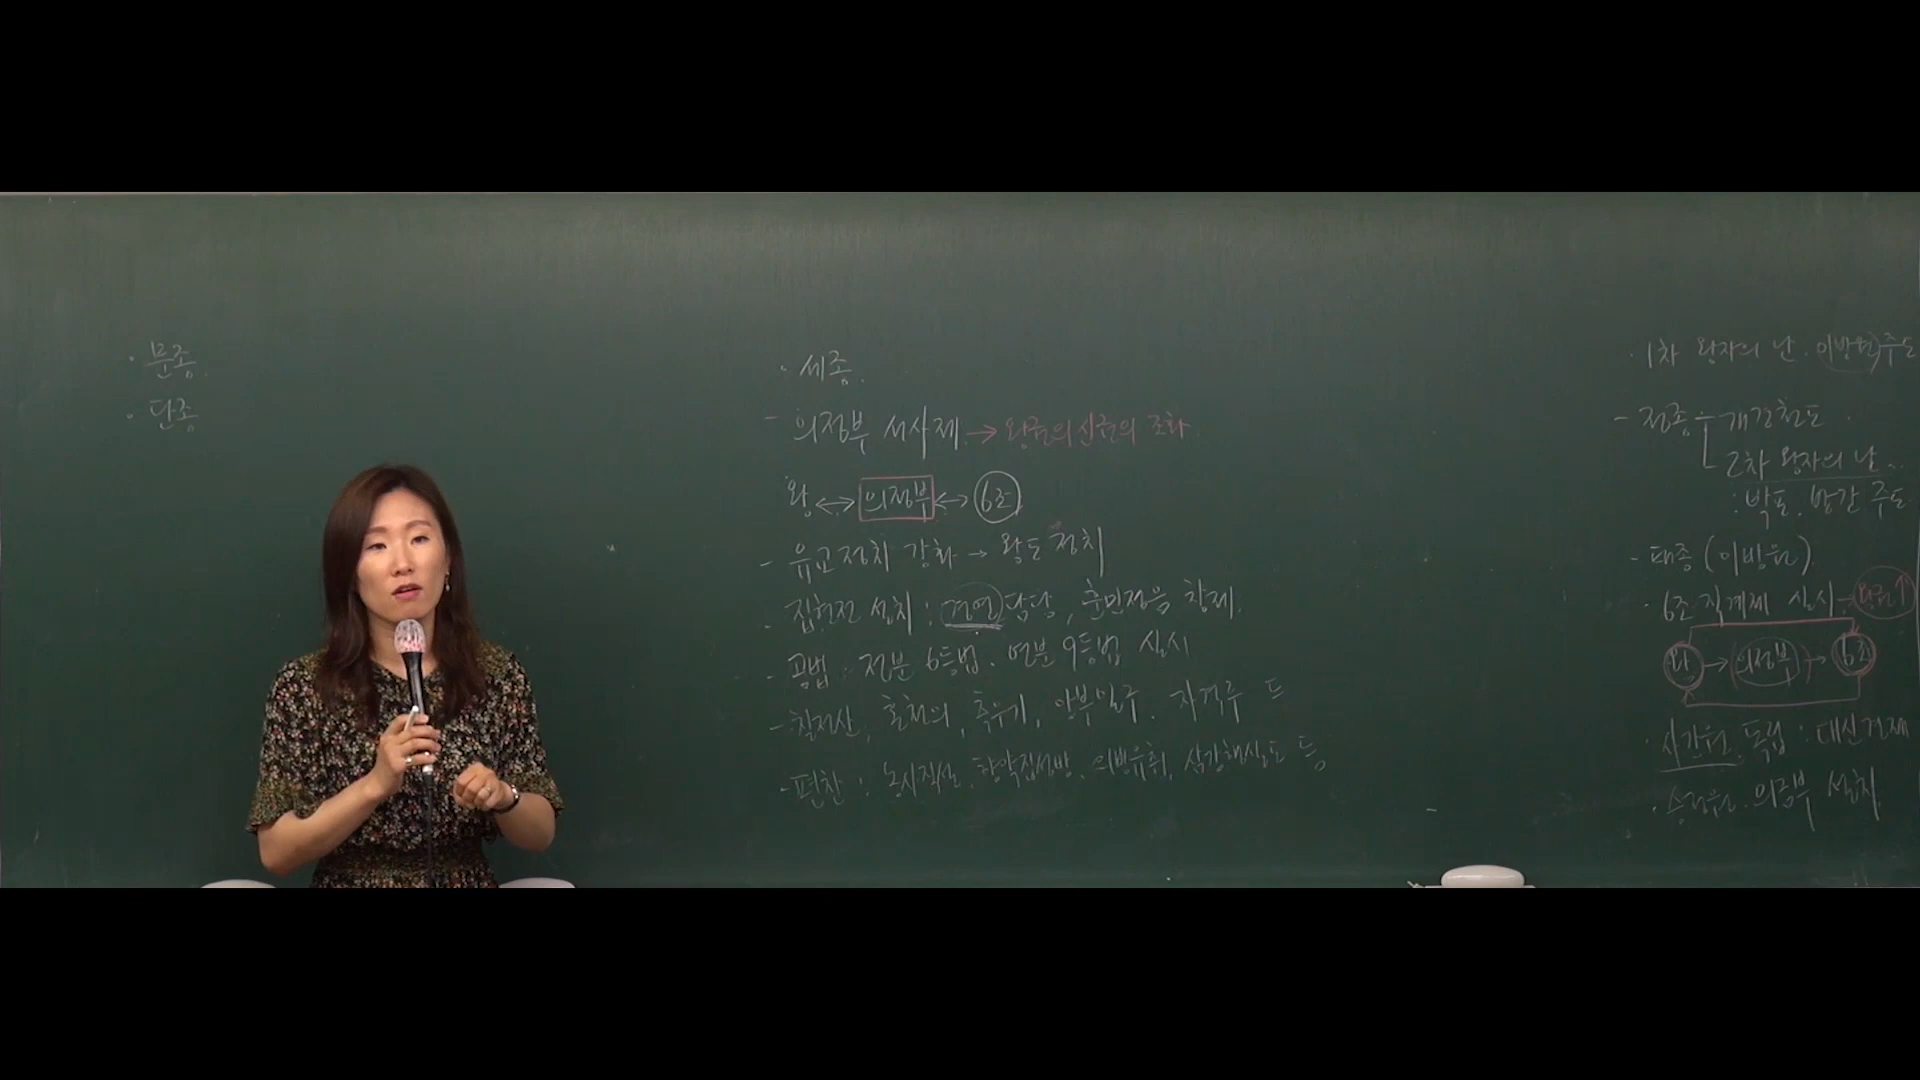 · 문종.
· 단종
· 세종.
- 의정부 서사제 → 왕권의 신권의 조화
왕 ↔ 의정부 ↔ 6조
- 유교정치 강화 → 왕도정치
- 집현전 설치 : 경연 담당, 훈민정음 창제.
- 공법 : 전분 6등법. 연분 9등법 실시
- 칠정산, 혼천의, 측우기, 앙부일구. 자격루 등
- 편찬 : 농사직설, 향약집성방, 의방유취, 삼강행실도 등
· 1차 왕자의 난. 이방원 주도
- 정종 - 개경천도.
2차 왕자의 난...
: 박포. 방간 주도
- 태종 (이방원)
· 6조 직계제 실시 → 왕권↑
왕 → (의정부) → 6조
· 사간원 독립 : 대신견제
· 승정원. 의금부 설치